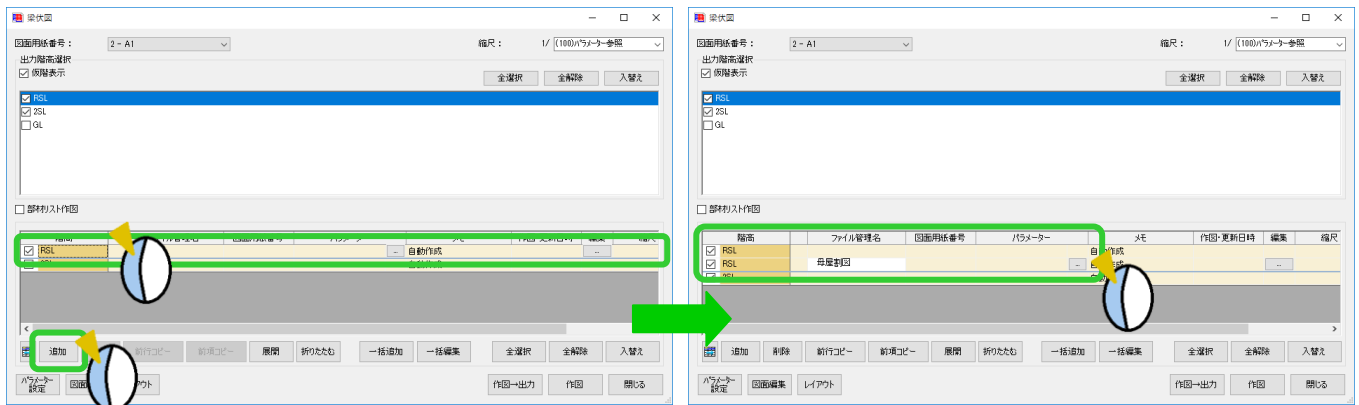 梁伏図
図面用紙番号： 2 - A1 縮尺： 1/ (100)パラメーター参照
出力階高選択
仮階表示 全選択 全解除 入替え
RSL
2SL
GL
部材リスト作図
階高
RSL 自動作成
追加 前行コピー 前項コピー 展開 折りたたむ 一括追加 一括編集 全選択 全解除 入替え
パラメーター設定 作図→出力 作図 閉じる
梁伏図
図面用紙番号： 2 - A1 縮尺： 1/ (100)パラメーター参照
出力階高選択
仮階表示 全選択 全解除 入替え
RSL
2SL
GL
部材リスト作図
階高 ファイル管理名 図面用紙番号 パラメーター メモ 作図・更新日時 編集 縮尺
RSL
RSL 母屋割図
2SL
追加 削除 前行コピー 前項コピー 展開 折りたたむ 一括追加 一括編集 全選択 全解除 入替え
パラメーター設定 図面編集 レイアウト 作図→出力 作図 閉じる